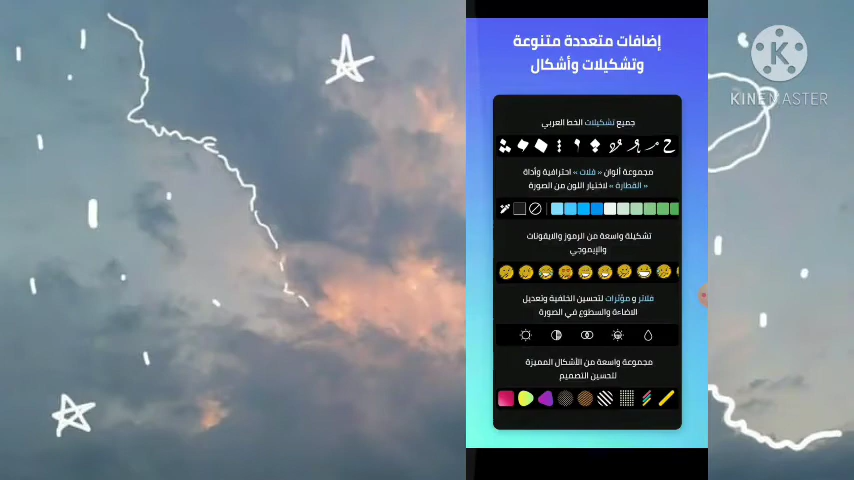 إضافات متعددة متنوعة
وتشكيلات وأشكال
جميع تشكيلات الخط العربي
مجموعة ألوان « فلات » احترافية وأداة
« القطارة » لاختيار اللون من الصورة
تشكيلة واسعة من الرموز والايقونات
والإيموجي
فلاتر و مؤثرات لتحسين الخلفية وتعديل
الاضاءة والسطوع في الصورة
مجموعة واسعة من الأشكال المميزة
لتحسين التصميم
K
KINEMASTER